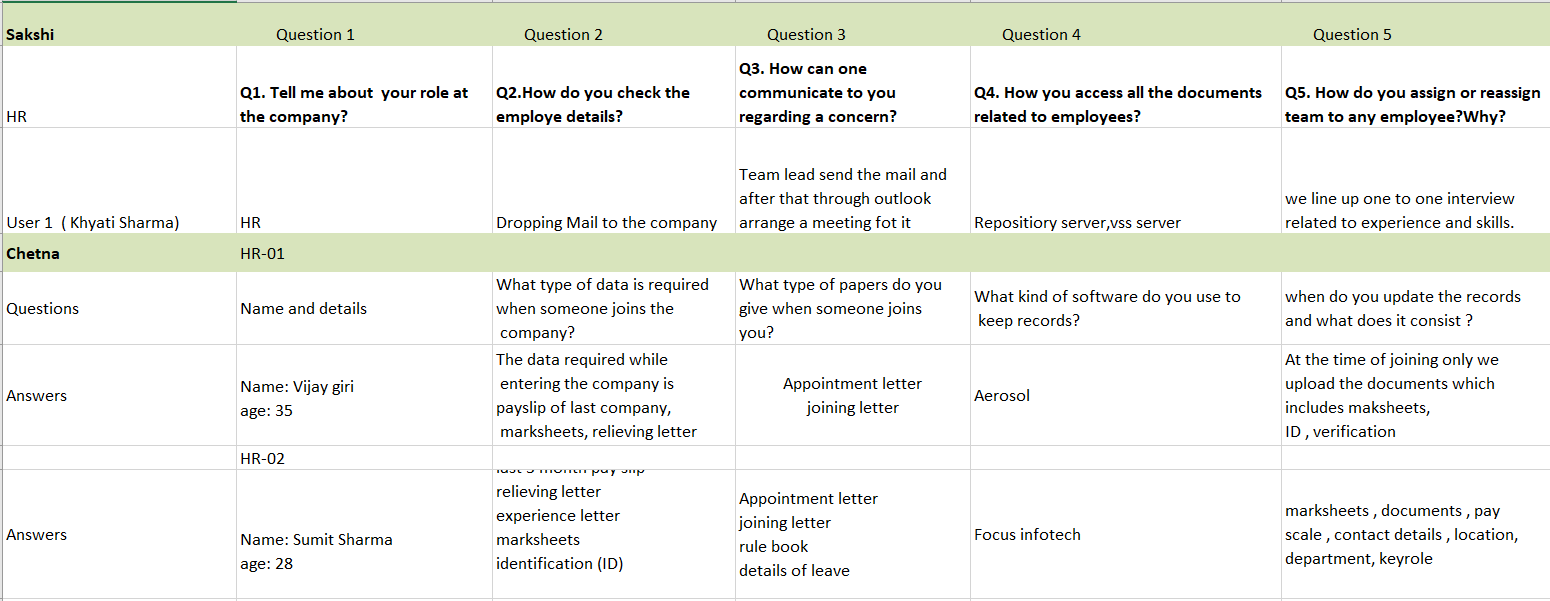 Sakshi Question 1 Question 2 Question 3 Question 4 Question 5
HR
Q1. Tell me about  your role at
the company?
Q2.How do you check the
employe details?
Q3. How can one
communicate to you
regarding a concern?
Q4. How you access all the documents
related to employees?
Q5. How do you assign or reassign
team to any employee?Why?
User 1  ( Khyati Sharma)
HR
Dropping Mail to the company
Team lead send the mail and
after that through outlook
arrange a meeting fot it
Repositiory server,vss server
we line up one to one interview
related to experience and skills.
Chetna HR-01
Questions
Name and details
What type of data is required
when someone joins the
company?
What type of papers do you
give when someone joins
you?
What kind of software do you use to
keep records?
when do you update the records
and what does it consist ?
Answers
Name: Vijay giri
age: 35
The data required while
entering the company is
payslip of last company,
marksheets, relieving letter
Appointment letter
joining letter
Aerosol
At the time of joining only we
upload the documents which
includes maksheets,
ID , verification
HR-02
Answers
Name: Sumit Sharma
age: 28
month pay slip
relieving letter
experience letter
marksheets
identification (ID)
Appointment letter
joining letter
rule book
details of leave
Focus infotech
marksheets , documents , pay
scale , contact details , location,
department, keyrole